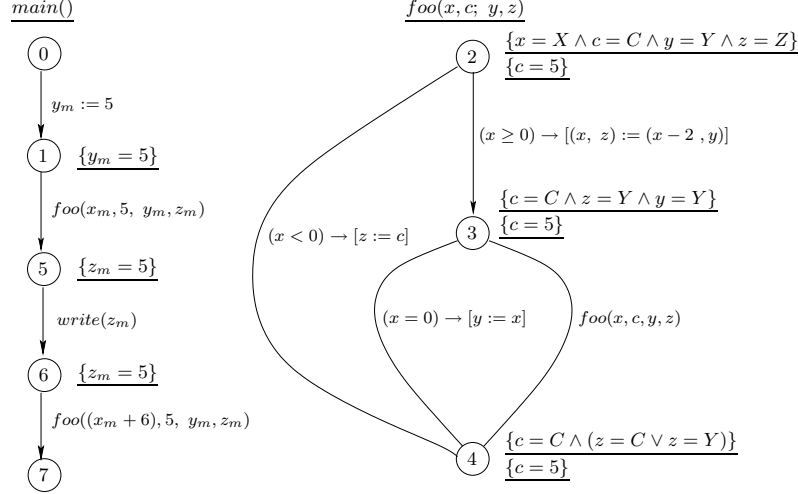 main()
0
y_m := 5
1
{y_m = 5}
foo(x_m, 5, y_m, z_m)
5
{z_m = 5}
write(z_m)
6
{z_m = 5}
foo((x_m + 6), 5, y_m, z_m)
7
foo(x, c; y, z)
2
{x = X ∧ c = C ∧ y = Y ∧ z = Z}
{c = 5}
(x ≥ 0) → [(x, z) := (x − 2 , y)]
{c = C ∧ z = Y ∧ y = Y}
3
{c = 5}
(x < 0) → [z := c]
(x = 0) → [y := x]
foo(x, c, y, z)
{c = C ∧ (z = C ∨ z = Y)}
4
{c = 5}